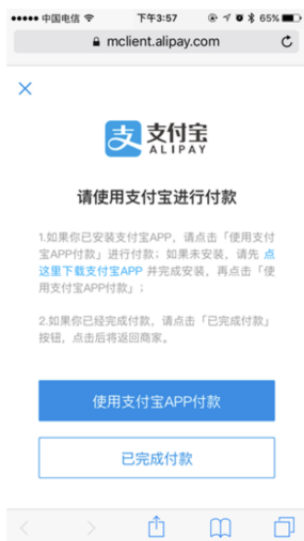 中国电信 下午3:57 65%
mclient.alipay.com
支付宝
ALIPAY
请使用支付宝进行付款
1.如果你已安装支付宝APP，请点击「使用支付
宝APP付款」进行付款；如果未安装，请先 点
这里下载支付宝APP 并完成安装，再点击「使
用支付宝APP付款」；
2.如果你已经完成付款，请点击「已完成付款」
按钮，点击后将返回商家。
使用支付宝APP付款
已完成付款